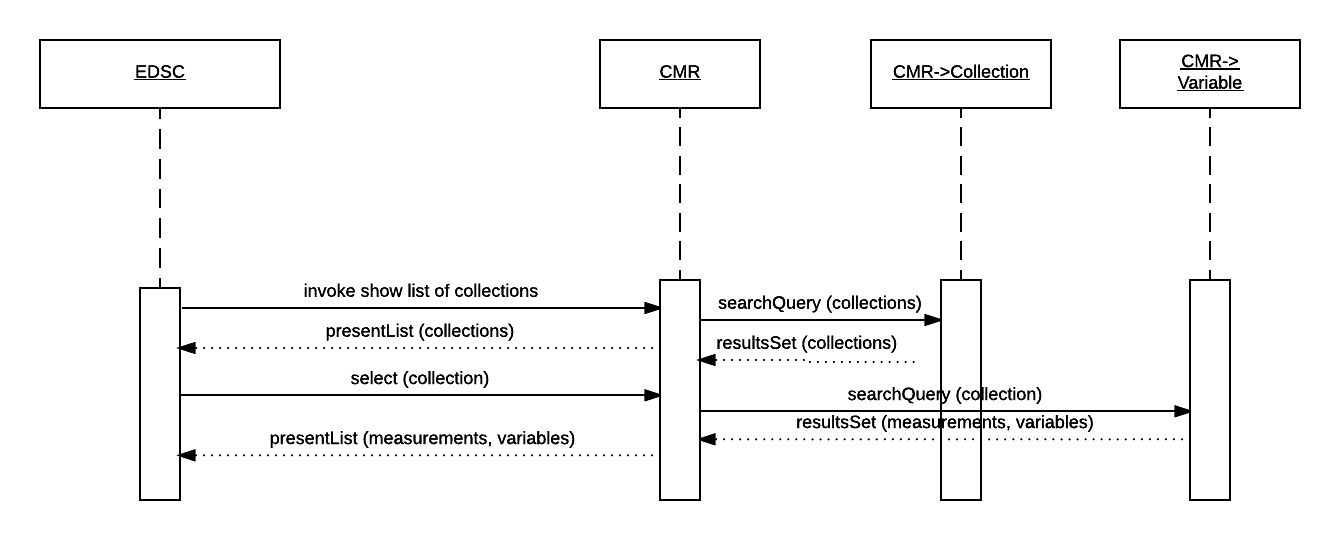 EDSC
CMR
CMR->Collection
CMR->
Variable
invoke show list of collections
searchQuery (collections)
presentList (collections)
resultsSet (collections)
select (collection)
searchQuery (collection)
resultsSet (measurements, variables)
presentList (measurements, variables)